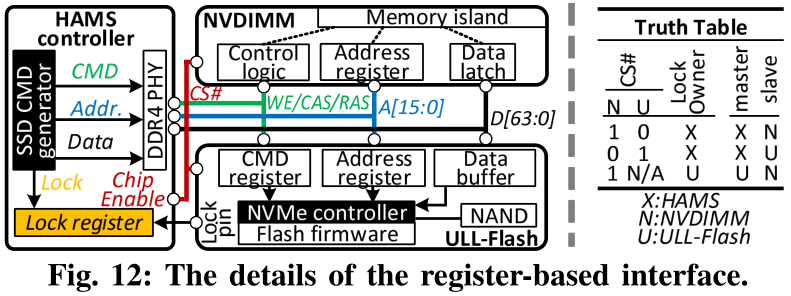 HAMS
controller
SSD CMD
generator
CMD
Addr.
Data
DDR4 PHY
Lock
Chip
Enable
Lock register
NVDIMM
Memory island
Control
logic
Address
register
Data
latch
CS#
WE/CAS/RAS
A[15:0]
D[63:0]
CMD
register
Address
register
Data
buffer
Lock
pin
NVMe controller
Flash firmware
NAND
ULL-Flash
Truth Table
CS#
N U
Lock
Owner
master
slave
1 0 X X N
0 1 X X U
1 N/A U U N
X:HAMS
N:NVDIMM
U:ULL-Flash
Fig. 12: The details of the register-based interface.